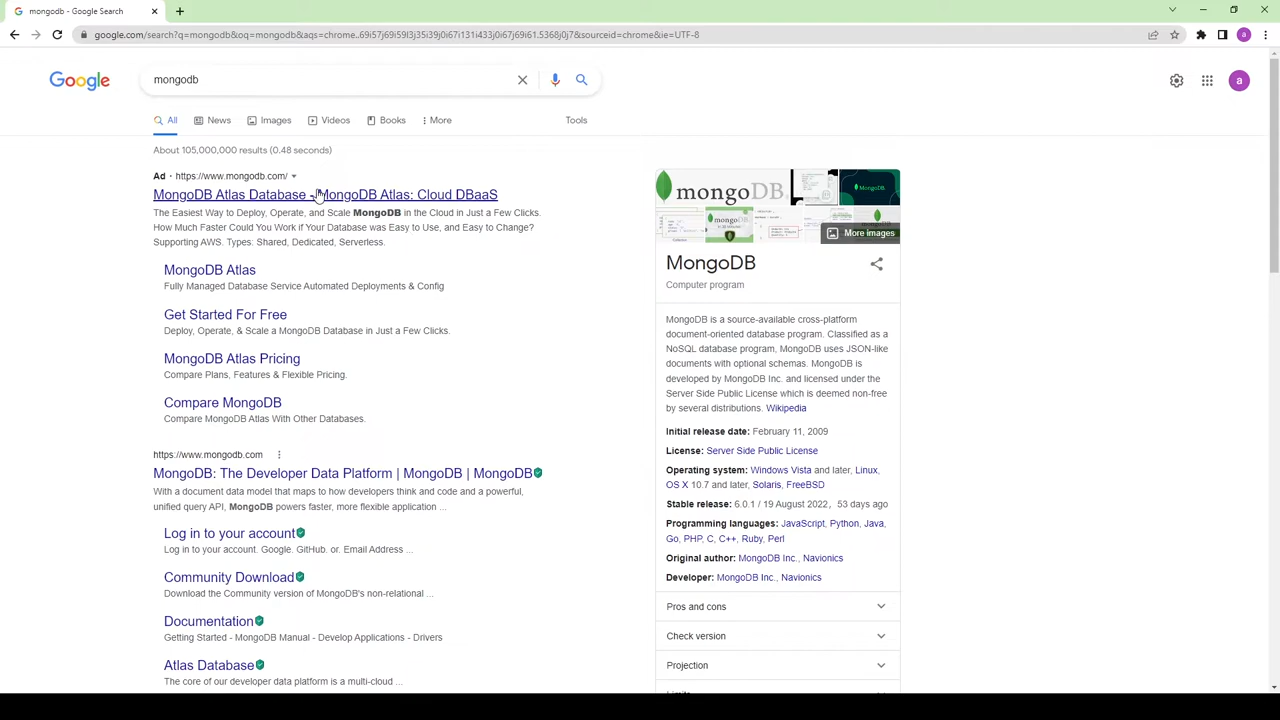 mongodb - Google Search
google.com/search?q=mongodb&oq=mongodb&aqs=chrome..69i57j69i59l3j35i39j0i67i131i433j0i67j69i61.5368j0j7&sourceid=chrome&ie=UTF-8
a
Google
mongodb
a
All
News
Images
Videos
Books
More
Tools
About 105,000,000 results (0.48 seconds)
Ad · https://www.mongodb.com/
MongoDB Atlas Database - MongoDB Atlas: Cloud DBaaS
The Easiest Way to Deploy, Operate, and Scale MongoDB in the Cloud in Just a Few Clicks.
How Much Faster Could You Work if Your Database was Easy to Use, and Easy to Change?
Supporting AWS. Types: Shared, Dedicated, Serverless.
MongoDB Atlas
Fully Managed Database Service Automated Deployments & Config
Get Started For Free
Deploy, Operate, & Scale a MongoDB Database in Just a Few Clicks.
MongoDB Atlas Pricing
Compare Plans, Features & Flexible Pricing.
Compare MongoDB
Compare MongoDB Atlas With Other Databases.
https://www.mongodb.com
MongoDB: The Developer Data Platform | MongoDB | MongoDB
With a document data model that maps to how developers think and code and a powerful,
unified query API, MongoDB powers faster, more flexible application ...
Log in to your account
Log in to your account. Google. GitHub. or. Email Address ...
Community Download
Download the Community version of MongoDB's non-relational ...
Documentation
Getting Started - MongoDB Manual - Develop Applications - Drivers
Atlas Database
The core of our developer data platform is a multi-cloud ...
mongoDB
More images
MongoDB
Computer program
MongoDB is a source-available cross-platform
document-oriented database program. Classified as a
NoSQL database program, MongoDB uses JSON-like
documents with optional schemas. MongoDB is
developed by MongoDB Inc. and licensed under the
Server Side Public License which is deemed non-free
by several distributions. Wikipedia
Initial release date: February 11, 2009
License: Server Side Public License
Operating system: Windows Vista and later, Linux,
OS X 10.7 and later, Solaris, FreeBSD
Stable release: 6.0.1 / 19 August 2022, 53 days ago
Programming languages: JavaScript, Python, Java,
Go, PHP, C, C++, Ruby, Perl
Original author: MongoDB Inc., Navionics
Developer: MongoDB Inc., Navionics
Pros and cons
Check version
Projection